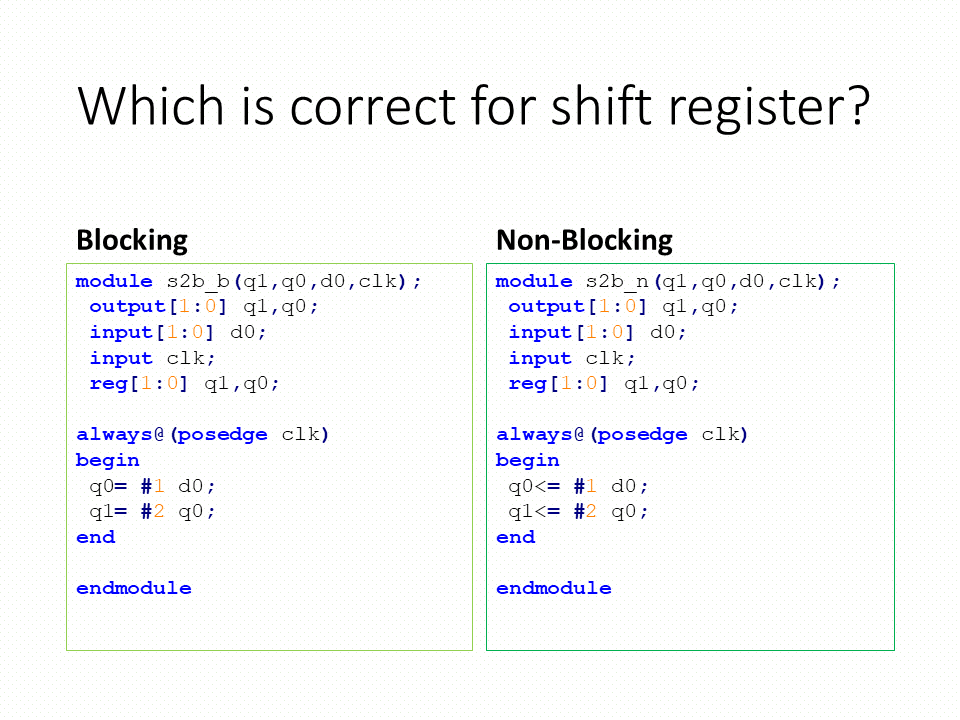 Which is correct for shift register?
Blocking
module s2b_b(q1,q0,d0,clk);
 output[1:0] q1,q0;
 input[1:0] d0;
 input clk;
 reg[1:0] q1,q0;
always@(posedge clk)
begin
 q0= #1 d0;
 q1= #2 q0;
end
endmodule
Non-Blocking
module s2b_n(q1,q0,d0,clk);
 output[1:0] q1,q0;
 input[1:0] d0;
 input clk;
 reg[1:0] q1,q0;
always@(posedge clk)
begin
 q0<= #1 d0;
 q1<= #2 q0;
end
endmodule